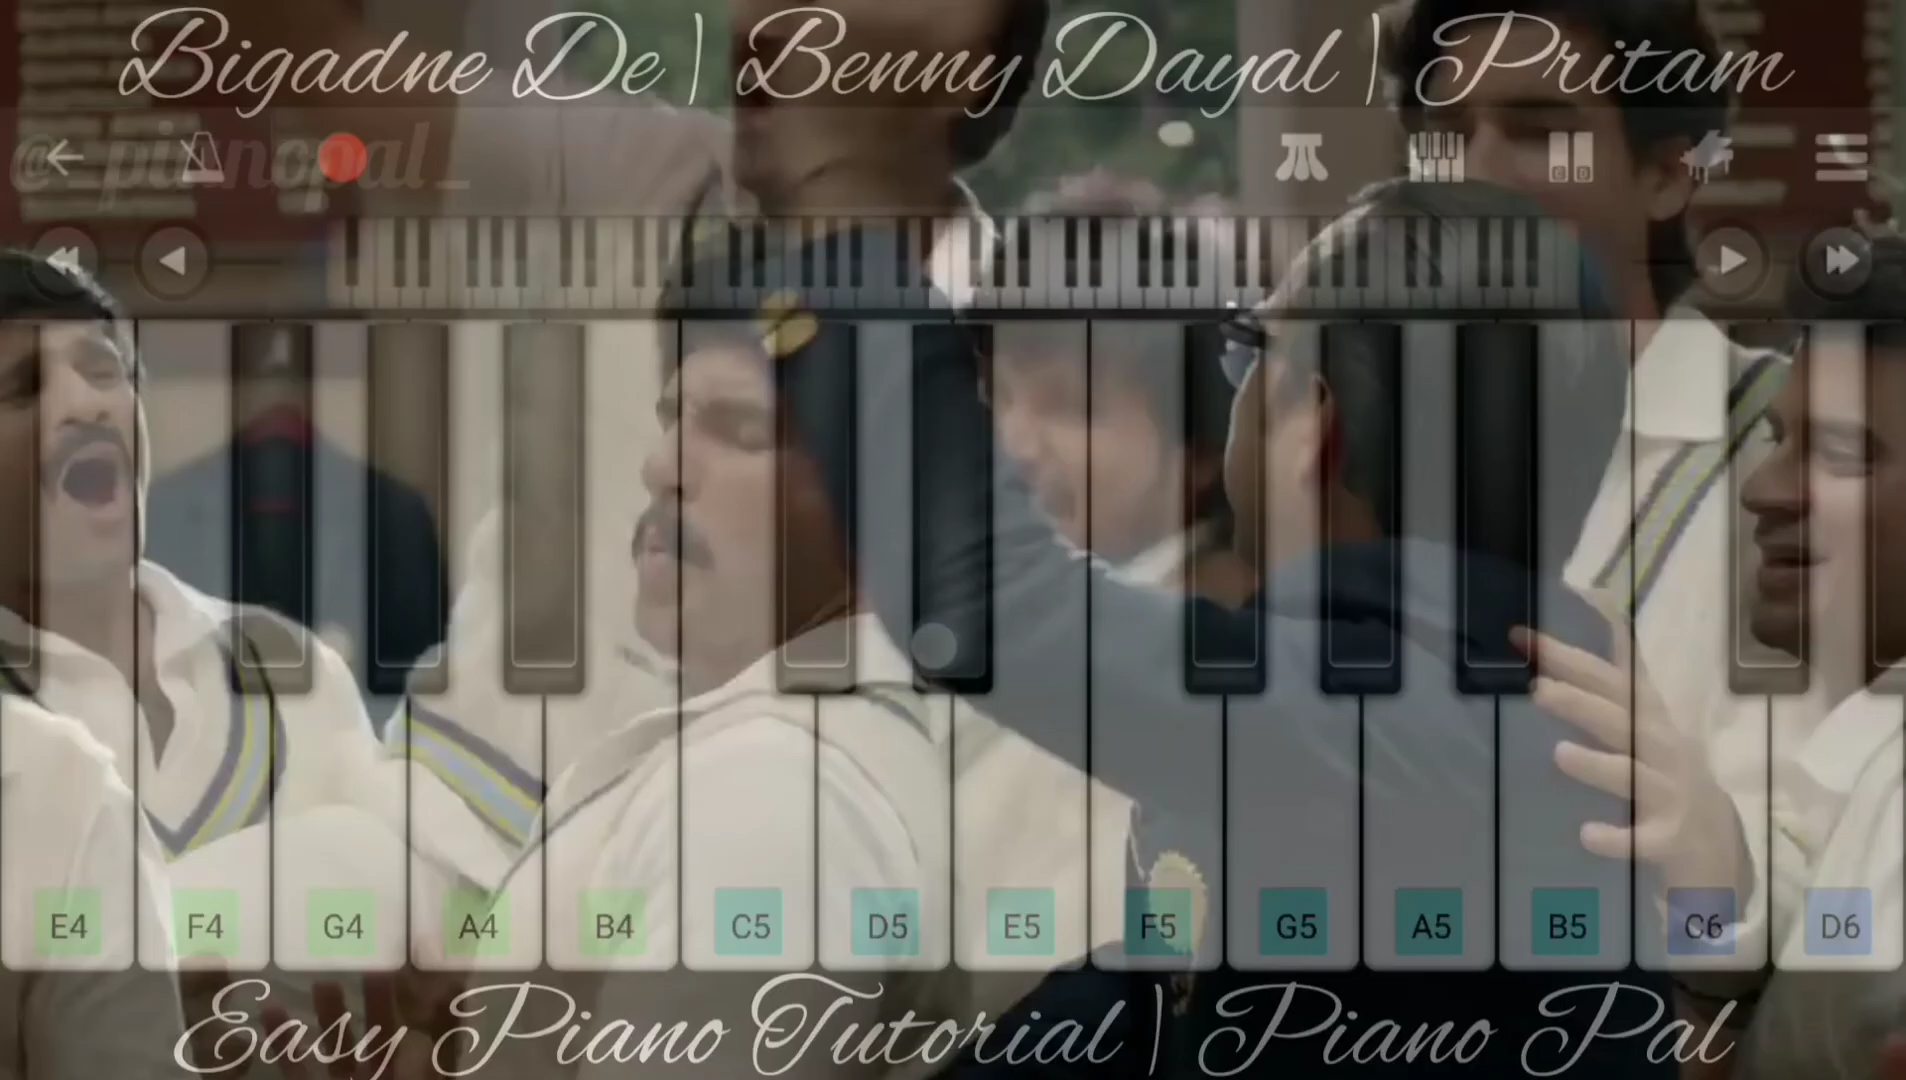 Bigadne De | Benny Dayal | Pritam
@_pianopal_
E4 F4 G4 A4 B4 C5 D5 E5 F5 G5 A5 B5 C6 D6
Easy Piano Tutorial | Piano Pal